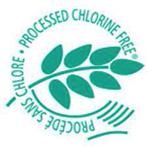 PROCÉDÉ SANS CHLORE • PROCESSED CHLORINE FREE®